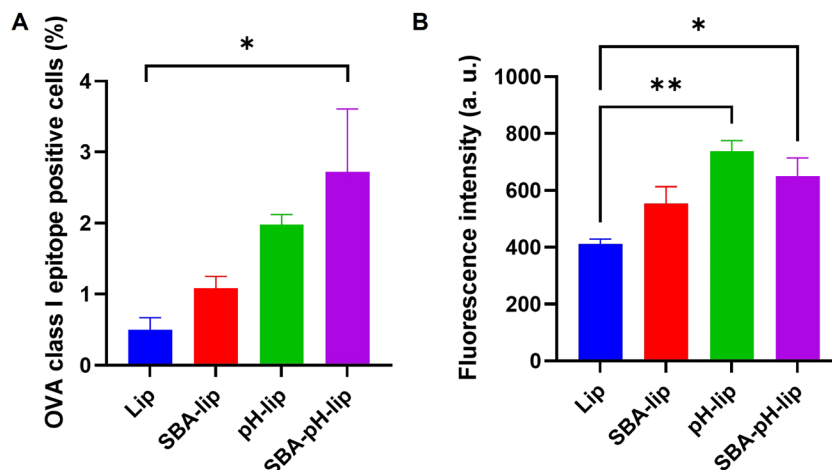 A
OVA class I epitope positive cells (%)
4
3
2
1
0
*
Lip
SBA-lip
pH-lip
SBA-pH-lip
B
Fluorescence intensity (a. u.)
1000
800
600
400
200
0
*
**
Lip
SBA-lip
pH-lip
SBA-pH-lip